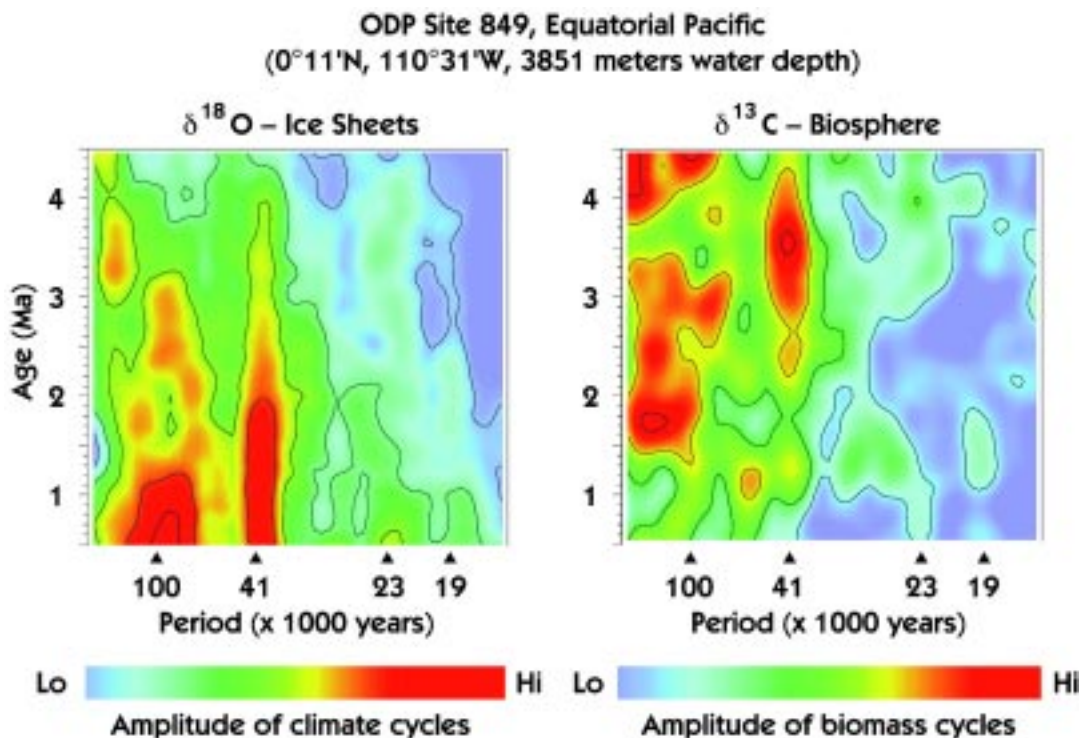 ODP Site 849, Equatorial Pacific
(0°11'N, 110°31'W, 3851 meters water depth)
δ¹⁸O – Ice Sheets
δ¹³C – Biosphere
Age (Ma)
4
3
2
1
4
3
2
1
100 41 23 19
Period (x 1000 years)
100 41 23 19
Period (x 1000 years)
Lo Hi
Amplitude of climate cycles
Lo Hi
Amplitude of biomass cycles